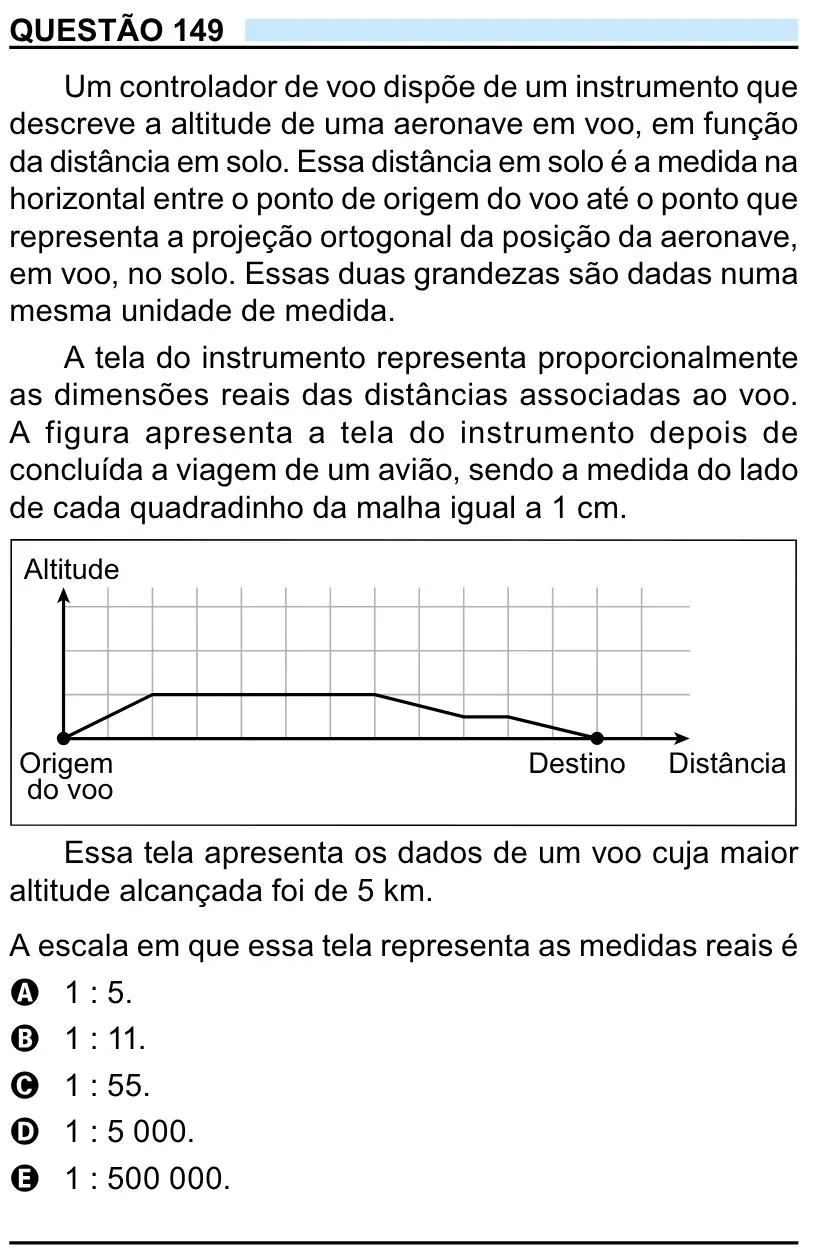 QUESTÃO 149
Um controlador de voo dispõe de um instrumento que
descreve a altitude de uma aeronave em voo, em função
da distância em solo. Essa distância em solo é a medida na
horizontal entre o ponto de origem do voo até o ponto que
representa a projeção ortogonal da posição da aeronave,
em voo, no solo. Essas duas grandezas são dadas numa
mesma unidade de medida.
A tela do instrumento representa proporcionalmente
as dimensões reais das distâncias associadas ao voo.
A figura apresenta a tela do instrumento depois de
concluída a viagem de um avião, sendo a medida do lado
de cada quadradinho da malha igual a 1 cm.
Altitude
Origem
do voo
Destino
Distância
Essa tela apresenta os dados de um voo cuja maior
altitude alcançada foi de 5 km.
A escala em que essa tela representa as medidas reais é
A 1 : 5.
B 1 : 11.
C 1 : 55.
D 1 : 5 000.
E 1 : 500 000.